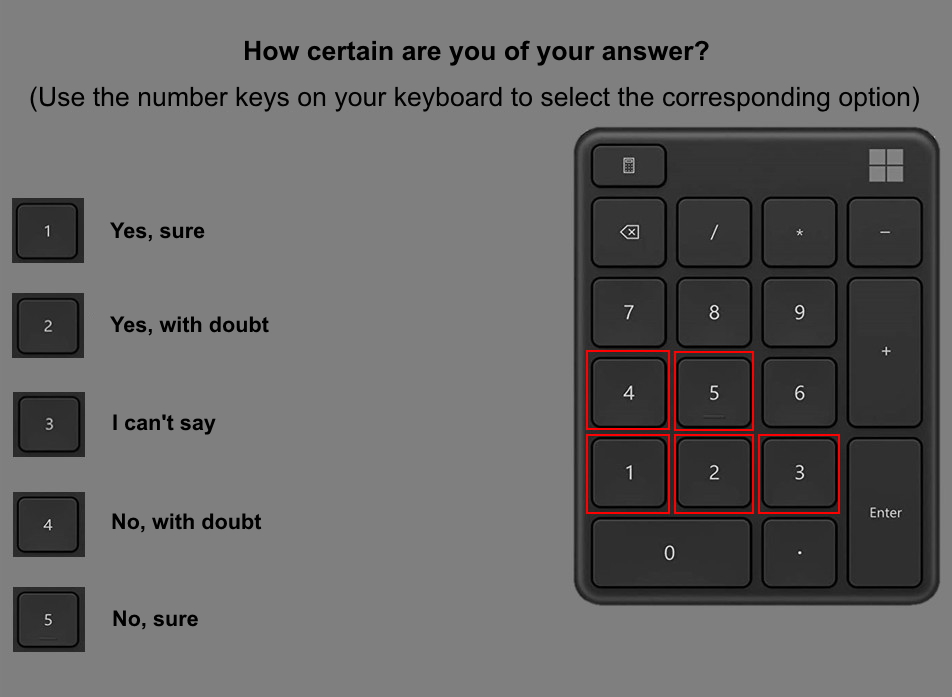 How certain are you of your answer?
(Use the number keys on your keyboard to select the corresponding option)
1 Yes, sure
2 Yes, with doubt
3 I can't say
4 No, with doubt
5 No, sure
/ * −
7 8 9 +
4 5 6
1 2 3 Enter
0 .